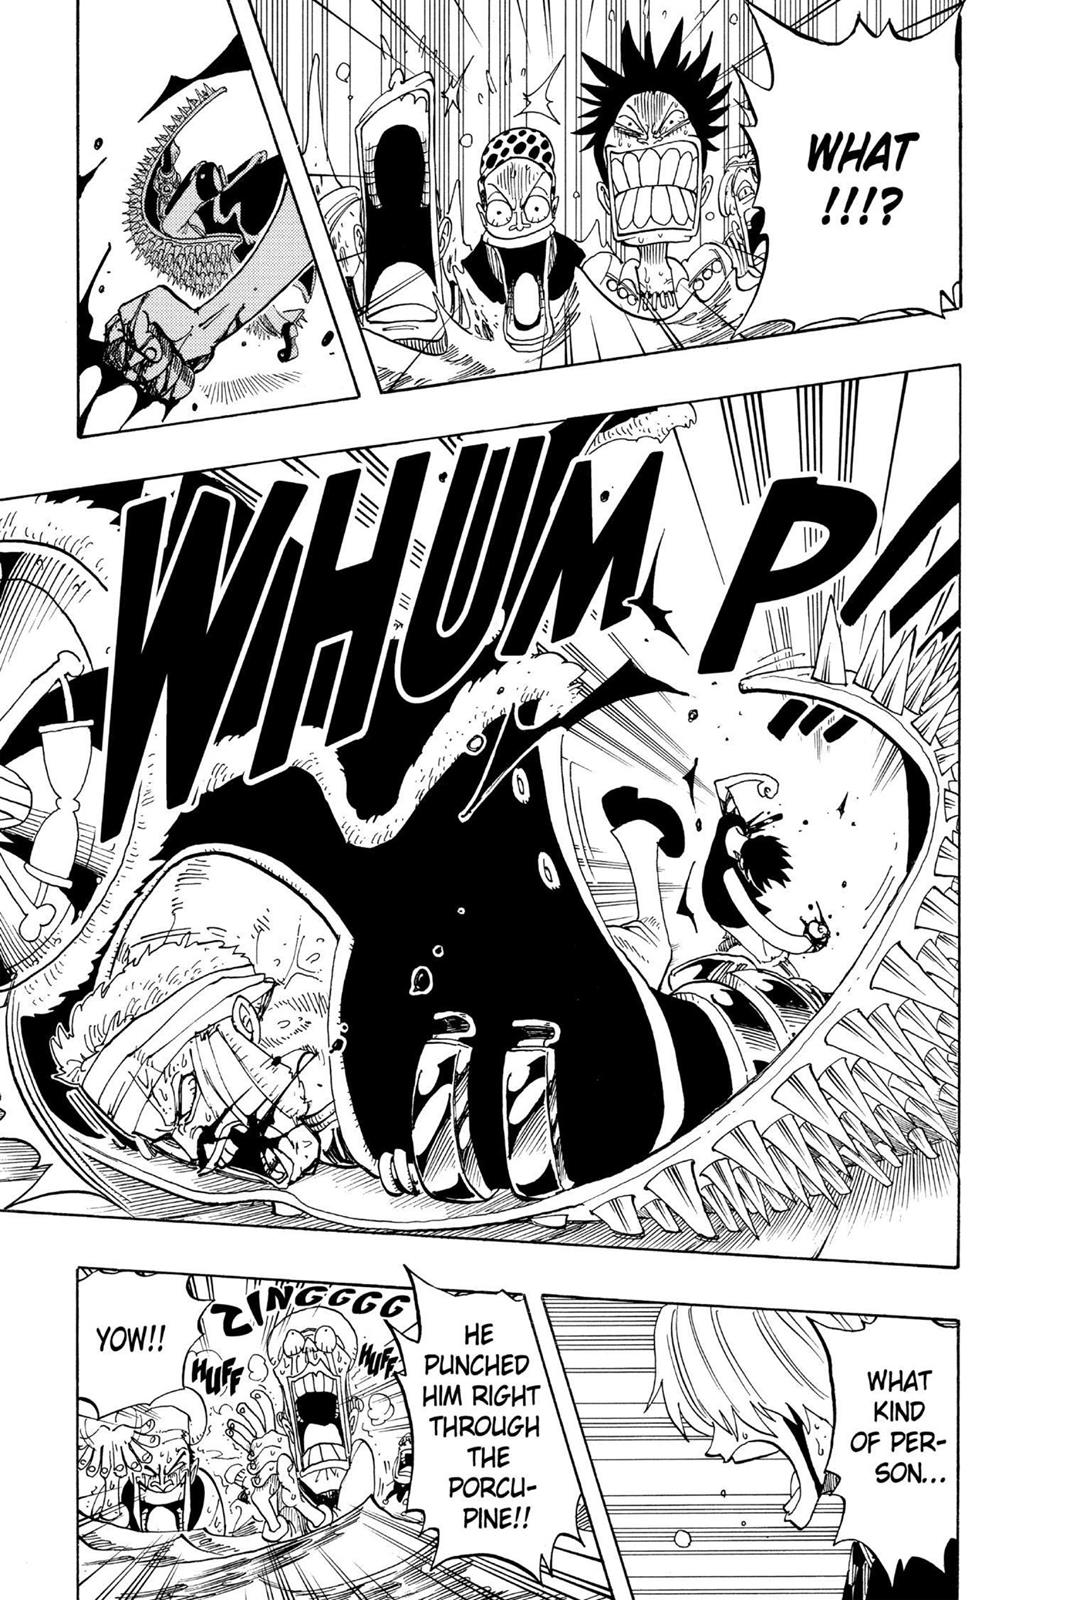 WHAT
!!!?
WHUMP!!
WHAT
KIND
OF PER-
SON...
HE
PUNCHED
HIM RIGHT
THROUGH
THE
PORCU-
PINE!!
ZINGGGG
HUFF
HUFF
YOW!!